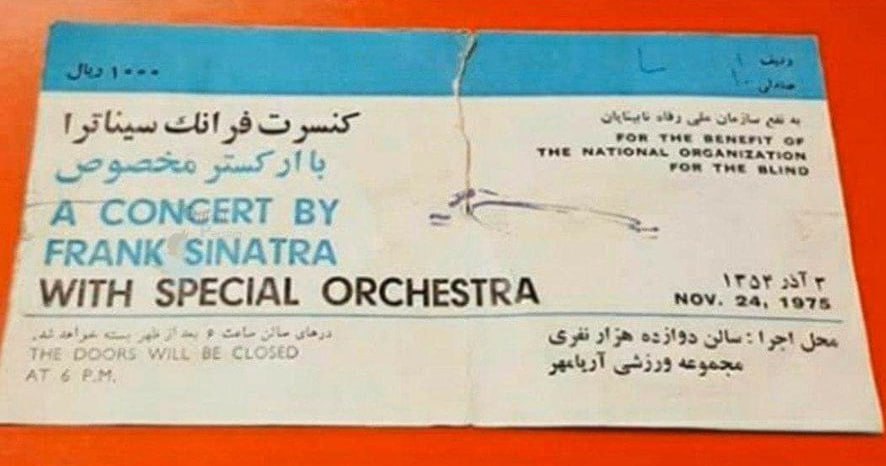 ۱۰۰۰ ریال
ردیف ۱
صندلی ۱۰
کنسرت فرانك سیناترا
با ارکستر مخصوص
A CONCERT BY
FRANK SINATRA
WITH SPECIAL ORCHESTRA
به نفع سازمان ملی رفاه نابینایان
FOR THE BENEFIT OF
THE NATIONAL ORGANIZATION
FOR THE BLIND
۳ آذر ۱۳۵۴
NOV. 24, 1975
درهای سالن ساعت ۶ بعد از ظهر بسته خواهد شد.
THE DOORS WILL BE CLOSED
AT 6 P.M.
محل اجرا : سالن دوازده هزار نفری
مجموعه ورزشی آریامهر